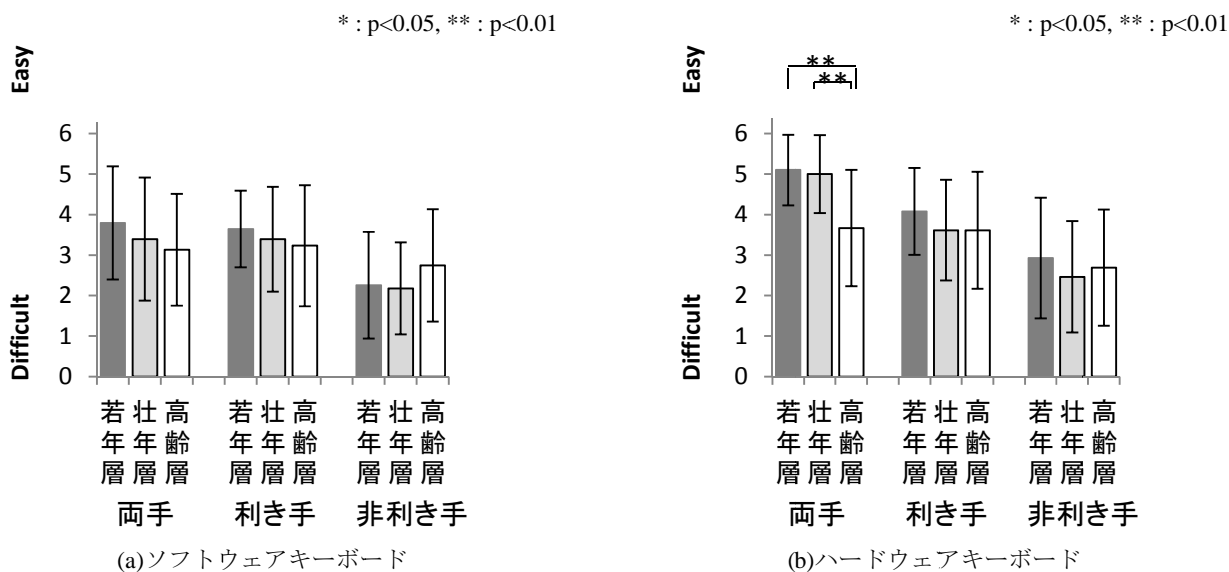 * : p<0.05, ** : p<0.01
Easy
Difficult
6
5
4
3
2
1
0
若年層 壮年層 高齢層 若年層 壮年層 高齢層 若年層 壮年層 高齢層
両手 利き手 非利き手
(a)ソフトウェアキーボード
* : p<0.05, ** : p<0.01
Easy
Difficult
**
**
6
5
4
3
2
1
0
若年層 壮年層 高齢層 若年層 壮年層 高齢層 若年層 壮年層 高齢層
両手 利き手 非利き手
(b)ハードウェアキーボード